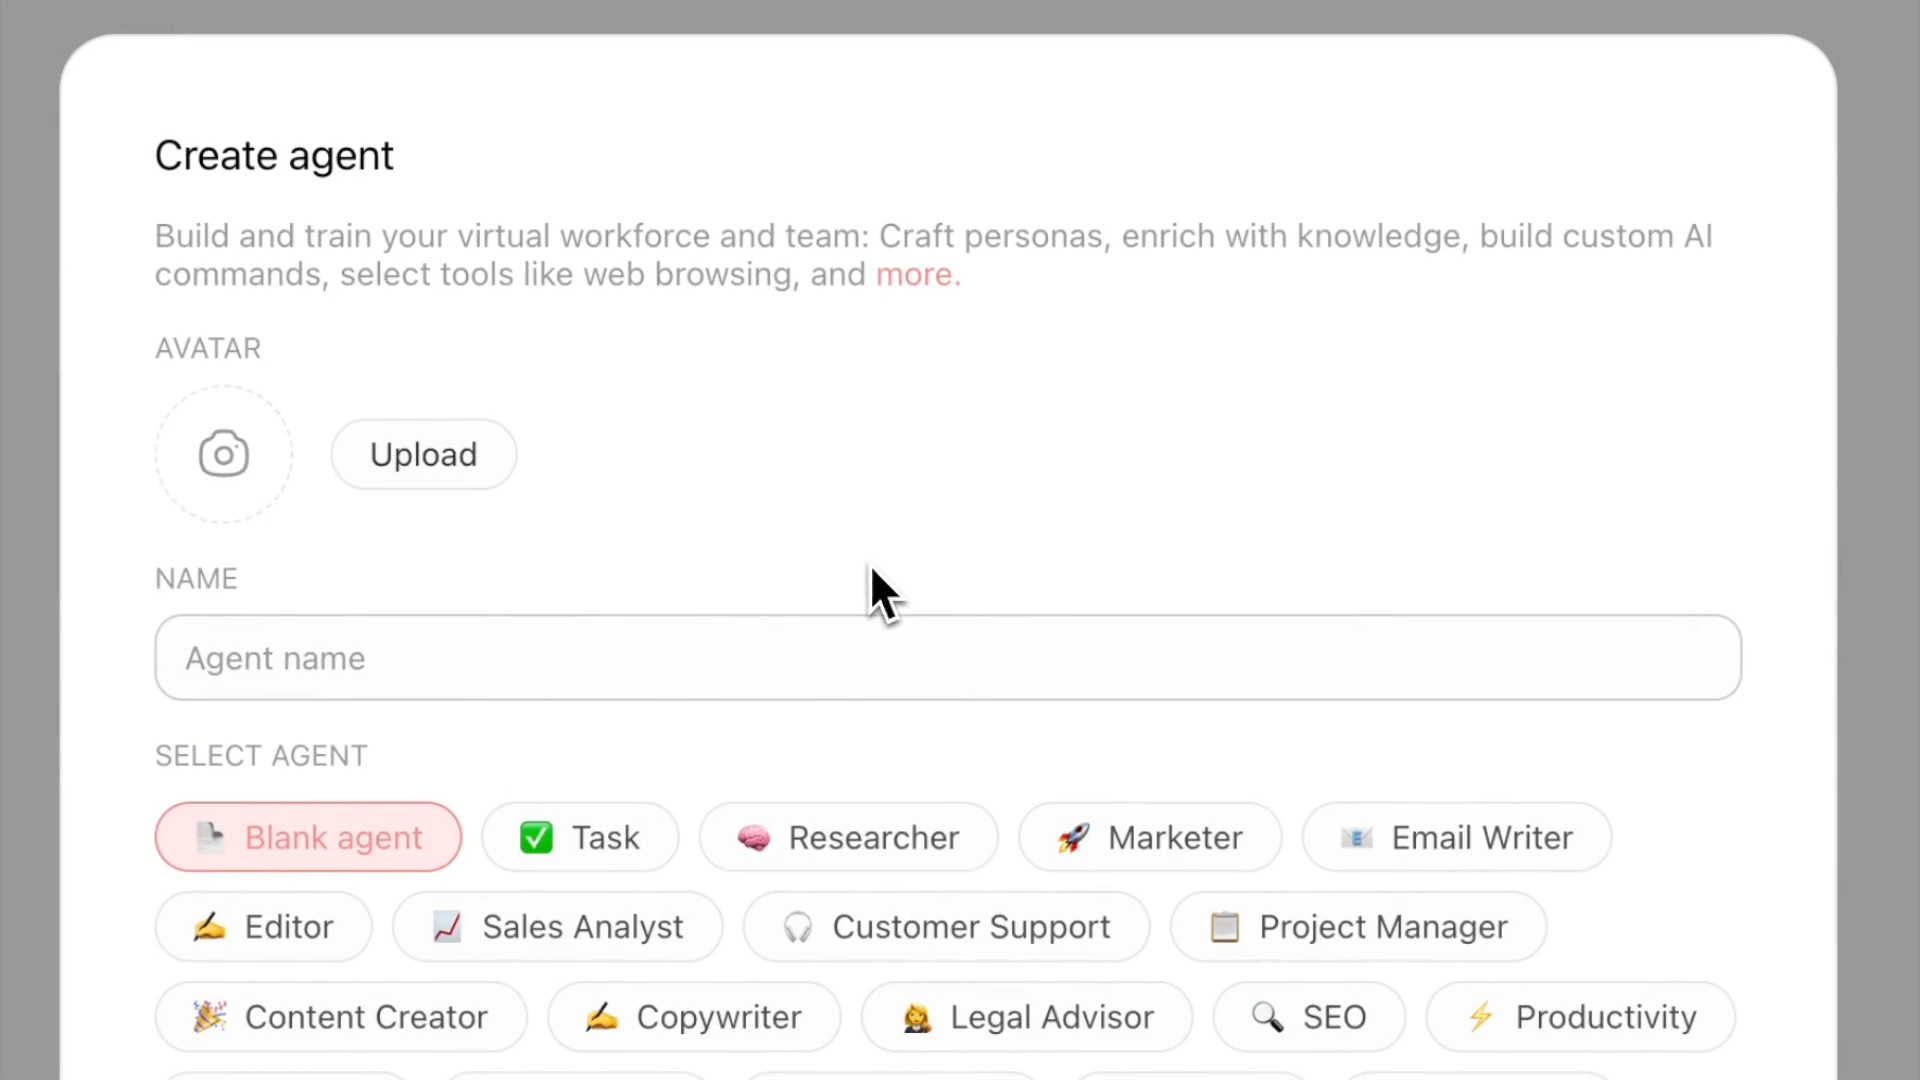 Create agent
Build and train your virtual workforce and team: Craft personas, enrich with knowledge, build custom AI
commands, select tools like web browsing, and more.
AVATAR
Upload
NAME
Agent name
SELECT AGENT
Blank agent Task Researcher Marketer Email Writer
Editor Sales Analyst Customer Support Project Manager
Content Creator Copywriter Legal Advisor SEO Productivity